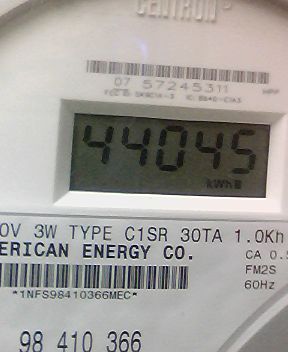 CENTRON®
07 57245311
44045
kWh
0V 3W TYPE C1SR 30TA 1.0Kh
ERICAN ENERGY CO.
CA 0.5
*1NFS98410366MEC*
FM2S
60Hz
98 410 366